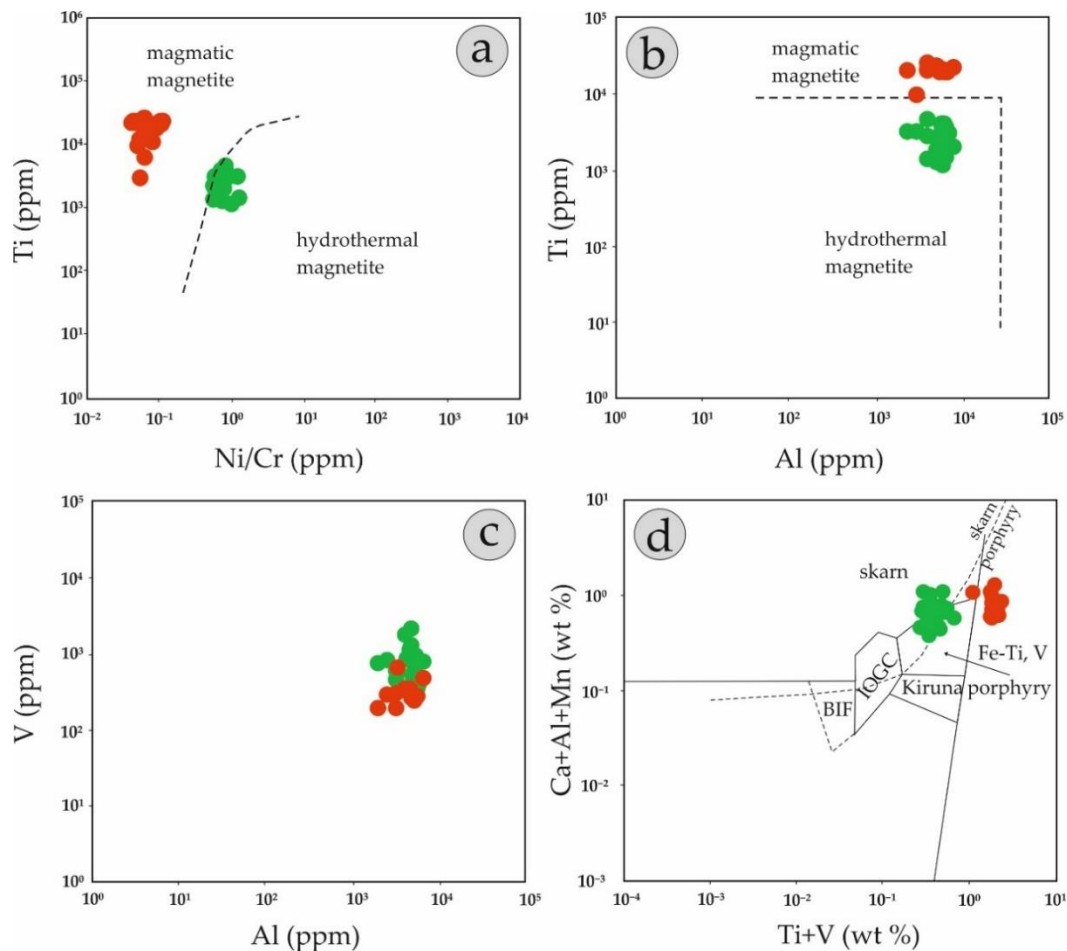 a
10⁶
10⁵
10⁴
10³
10²
10¹
10⁰
Ti (ppm)
magmatic
magnetite
hydrothermal
magnetite
10⁻² 10⁻¹ 10⁰ 10¹ 10² 10³ 10⁴
Ni/Cr (ppm)
b
10⁵
10⁴
10³
10²
10¹
10⁰
Ti (ppm)
magmatic
magnetite
hydrothermal
magnetite
10⁰ 10¹ 10² 10³ 10⁴ 10⁵
Al (ppm)
c
10⁵
10⁴
10³
10²
10¹
10⁰
V (ppm)
10⁰ 10¹ 10² 10³ 10⁴ 10⁵
Al (ppm)
d
10¹
10⁰
10⁻¹
10⁻²
10⁻³
Ca+Al+Mn (wt %)
skarn
skarn
porphyry
Fe-Ti, V
IOGC
Kiruna porphyry
BIF
10⁻⁴ 10⁻³ 10⁻² 10⁻¹ 10⁰ 10¹
Ti+V (wt %)